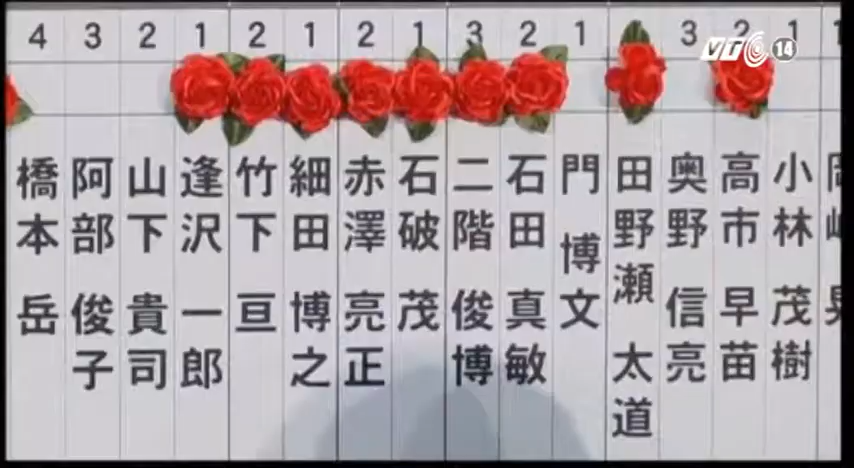 VTC 14
4 3 2 1 2 1 2 1 3 2 1 3 2 1
小林 茂樹
高市 早苗
奥野 信亮
田野瀬 太道
門 博文
石田 真敏
二階 俊博
石破 茂
赤澤 亮正
細田 博之
竹下 亘
逢沢 一郎
山下 貴司
阿部 俊子
橋本 岳